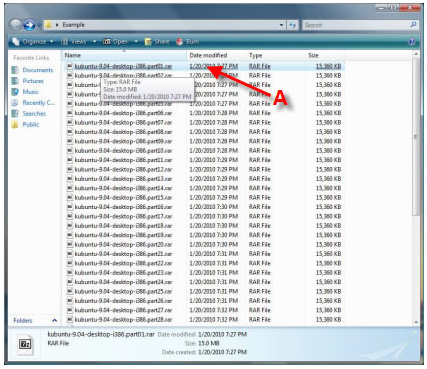 Example
Search
Organize Views Open Share Burn
Favorite Links
Documents
Pictures
Music
Recently C...
Searches
Public
Folders
Name Date modified Type Size
kubuntu-9.04-desktop-i386.part01.rar 1/20/2010 7:27 PM RAR File 15,360 KB
kubuntu-9.04-desktop-i386.part02.rar RAR File 15,360 KB
Type: RAR File /20/2010 7:27 PM RAR File 15,360 KB
Size: 15.0 MB /20/2010 7:27 PM RAR File 15,360 KB
Date modified: 1/20/2010 7:27 PM /20/2010 7:27 PM RAR File 15,360 KB
A
kubuntu-9.04-desktop-i386.part06.rar 1/20/2010 7:28 PM RAR File 15,360 KB
kubuntu-9.04-desktop-i386.part07.rar 1/20/2010 7:28 PM RAR File 15,360 KB
kubuntu-9.04-desktop-i386.part08.rar 1/20/2010 7:28 PM RAR File 15,360 KB
kubuntu-9.04-desktop-i386.part09.rar 1/20/2010 7:28 PM RAR File 15,360 KB
kubuntu-9.04-desktop-i386.part10.rar 1/20/2010 7:28 PM RAR File 15,360 KB
kubuntu-9.04-desktop-i386.part11.rar 1/20/2010 7:29 PM RAR File 15,360 KB
kubuntu-9.04-desktop-i386.part12.rar 1/20/2010 7:29 PM RAR File 15,360 KB
kubuntu-9.04-desktop-i386.part13.rar 1/20/2010 7:29 PM RAR File 15,360 KB
kubuntu-9.04-desktop-i386.part14.rar 1/20/2010 7:29 PM RAR File 15,360 KB
kubuntu-9.04-desktop-i386.part15.rar 1/20/2010 7:29 PM RAR File 15,360 KB
kubuntu-9.04-desktop-i386.part16.rar 1/20/2010 7:30 PM RAR File 15,360 KB
kubuntu-9.04-desktop-i386.part17.rar 1/20/2010 7:30 PM RAR File 15,360 KB
kubuntu-9.04-desktop-i386.part18.rar 1/20/2010 7:30 PM RAR File 15,360 KB
kubuntu-9.04-desktop-i386.part19.rar 1/20/2010 7:30 PM RAR File 15,360 KB
kubuntu-9.04-desktop-i386.part20.rar 1/20/2010 7:30 PM RAR File 15,360 KB
kubuntu-9.04-desktop-i386.part21.rar 1/20/2010 7:31 PM RAR File 15,360 KB
kubuntu-9.04-desktop-i386.part22.rar 1/20/2010 7:31 PM RAR File 15,360 KB
kubuntu-9.04-desktop-i386.part23.rar 1/20/2010 7:31 PM RAR File 15,360 KB
kubuntu-9.04-desktop-i386.part24.rar 1/20/2010 7:31 PM RAR File 15,360 KB
kubuntu-9.04-desktop-i386.part25.rar 1/20/2010 7:31 PM RAR File 15,360 KB
kubuntu-9.04-desktop-i386.part26.rar 1/20/2010 7:32 PM RAR File 15,360 KB
kubuntu-9.04-desktop-i386.part27.rar 1/20/2010 7:32 PM RAR File 15,360 KB
kubuntu-9.04-desktop-i386.part28.rar 1/20/2010 7:32 PM RAR File 15,360 KB
kubuntu-9.04-desktop-i386.part01.rar Date modified: 1/20/2010 7:27 PM
RAR File Size: 15.0 MB
Date created: 1/20/2010 7:27 PM